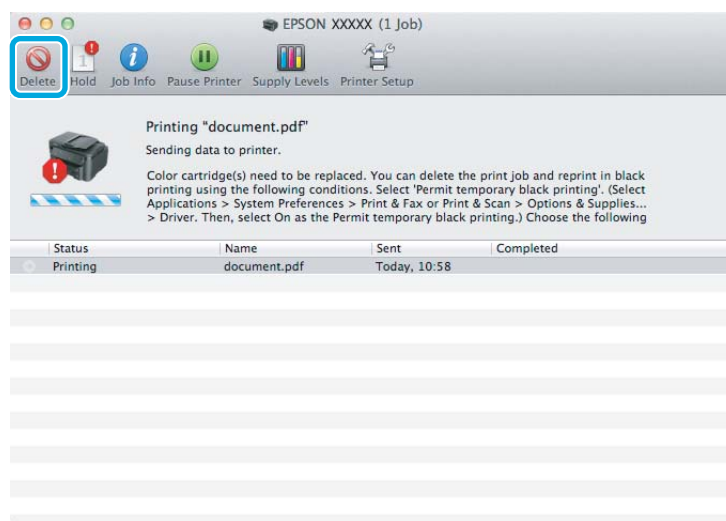 EPSON XXXXX (1 Job)
Delete Hold Job Info Pause Printer Supply Levels Printer Setup
Printing "document.pdf"
Sending data to printer.
Color cartridge(s) need to be replaced. You can delete the print job and reprint in black
printing using the following conditions. Select 'Permit temporary black printing'. (Select
Applications > System Preferences > Print & Fax or Print & Scan > Options & Supplies...
> Driver. Then, select On as the Permit temporary black printing.) Choose the following
Status Name Sent Completed
Printing document.pdf Today, 10:58